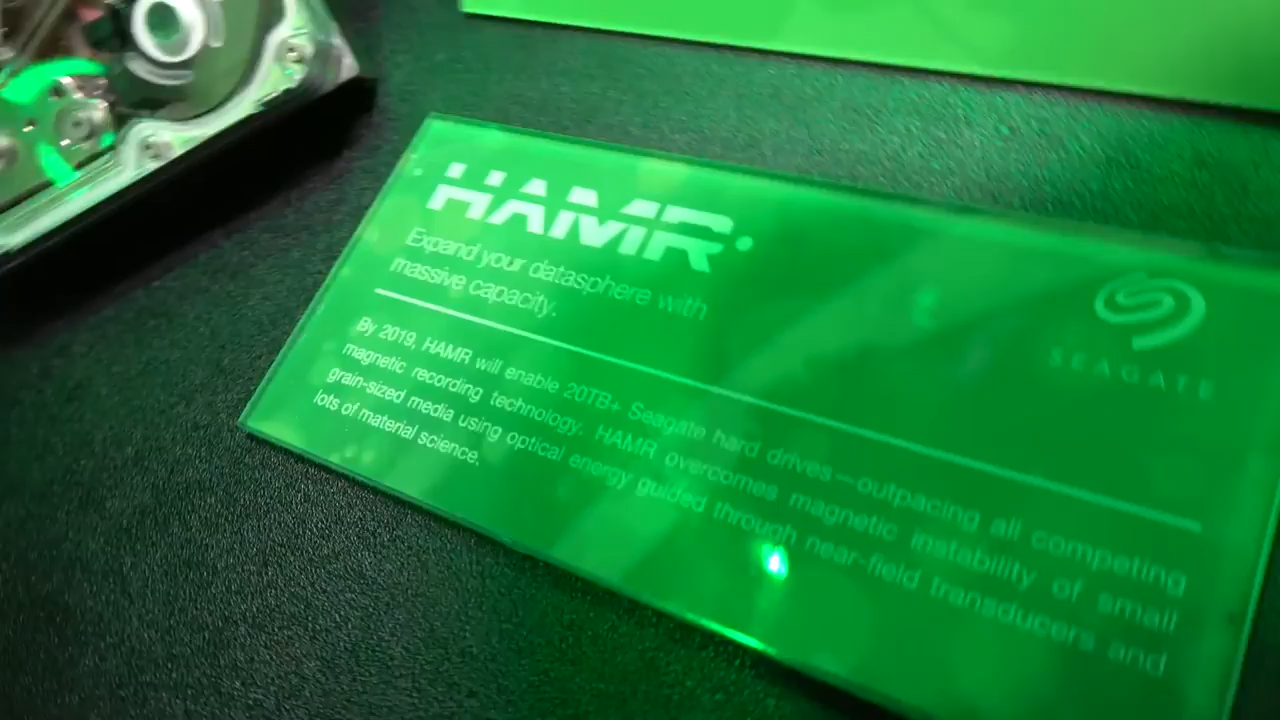 HAMR
Expand your datasphere with
massive capacity.
SEAGATE
By 2019, HAMR will enable 20TB+ Seagate hard drives—outpacing all competing
magnetic recording technology. HAMR overcomes magnetic instability of small
grain-sized media using optical energy guided through near-field transducers and
lots of material science.